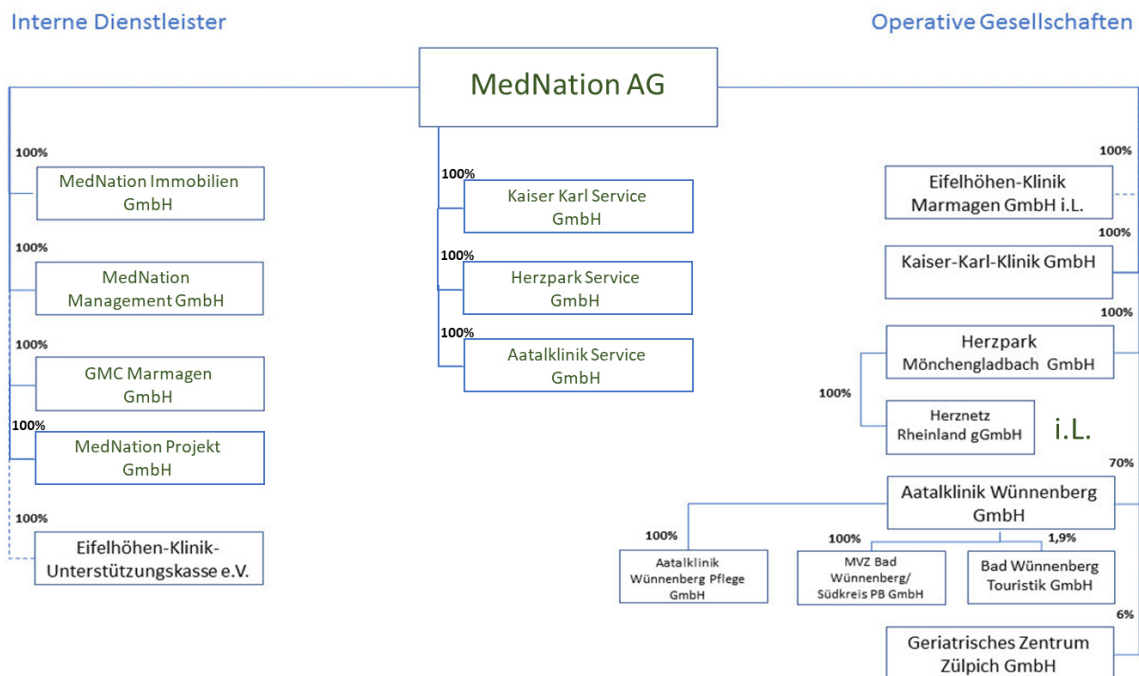 Interne Dienstleister
Operative Gesellschaften
MedNation AG
100%
MedNation Immobilien
GmbH
100%
MedNation
Management GmbH
100%
GMC Marmagen
GmbH
100%
MedNation Projekt
GmbH
100%
Eifelhöhen-Klinik-
Unterstützungskasse e.V.
100%
Kaiser Karl Service
GmbH
100%
Herzpark Service
GmbH
100%
Aatalklinik Service
GmbH
100%
Eifelhöhen-Klinik
Marmagen GmbH i.L.
100%
Kaiser-Karl-Klinik GmbH
100%
Herzpark
Mönchengladbach GmbH
100%
Herznetz
Rheinland gGmbH
i.L.
70%
Aatalklinik Wünnenberg
GmbH
100%
Aatalklinik
Wünnenberg Pflege
GmbH
100%
MVZ Bad
Wünnenberg/
Südkreis PB GmbH
1,9%
Bad Wünnenberg
Touristik GmbH
6%
Geriatrisches Zentrum
Zülpich GmbH